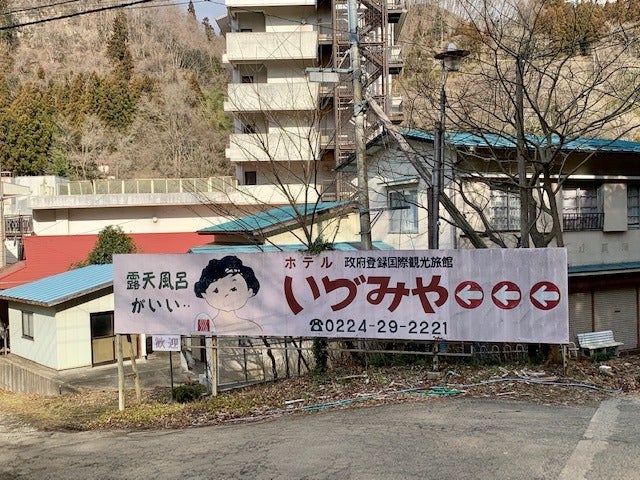 露天風呂
がいい‥
ホテル 政府登録国際観光旅館
いづみや
☎0224-29-2221
歓迎